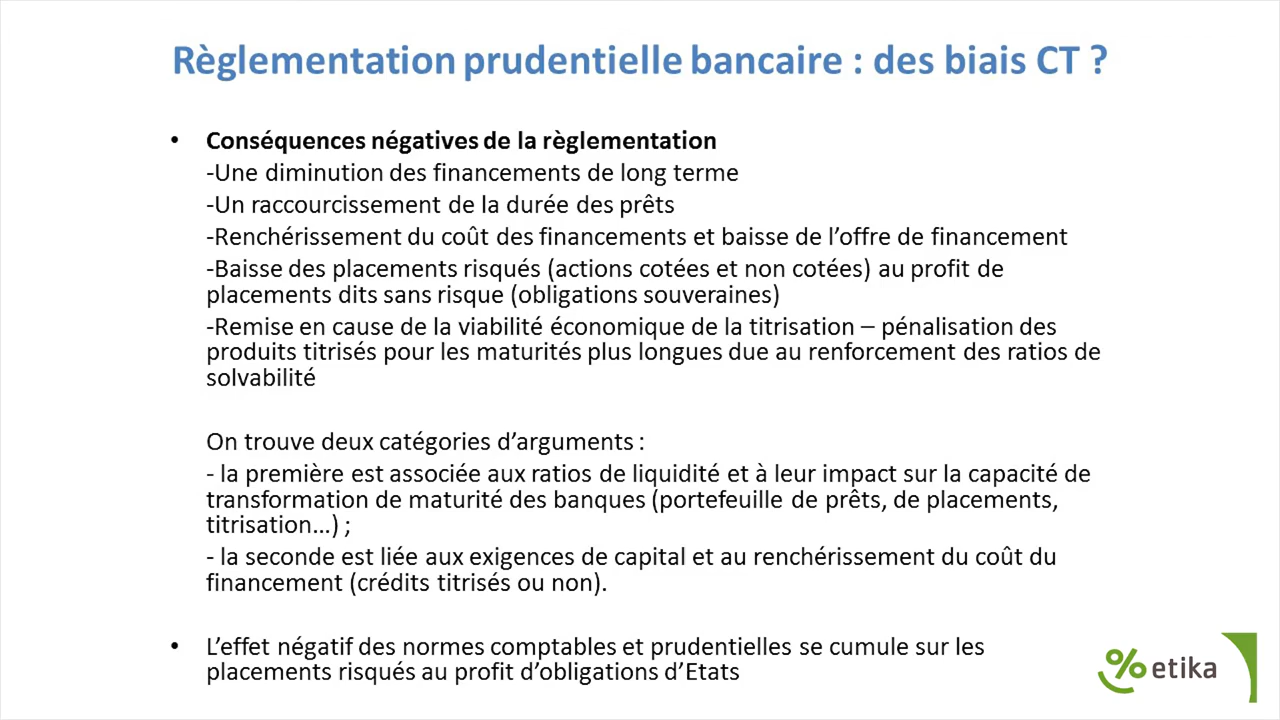 Règlementation prudentielle bancaire : des biais CT ?
• Conséquences négatives de la règlementation
-Une diminution des financements de long terme
-Un raccourcissement de la durée des prêts
-Renchérissement du coût des financements et baisse de l’offre de financement
-Baisse des placements risqués (actions cotées et non cotées) au profit de
placements dits sans risque (obligations souveraines)
-Remise en cause de la viabilité économique de la titrisation – pénalisation des
produits titrisés pour les maturités plus longues due au renforcement des ratios de
solvabilité
On trouve deux catégories d’arguments :
- la première est associée aux ratios de liquidité et à leur impact sur la capacité de
transformation de maturité des banques (portefeuille de prêts, de placements,
titrisation…) ;
- la seconde est liée aux exigences de capital et au renchérissement du coût du
financement (crédits titrisés ou non).
• L’effet négatif des normes comptables et prudentielles se cumule sur les
placements risqués au profit d’obligations d’Etats
% etika